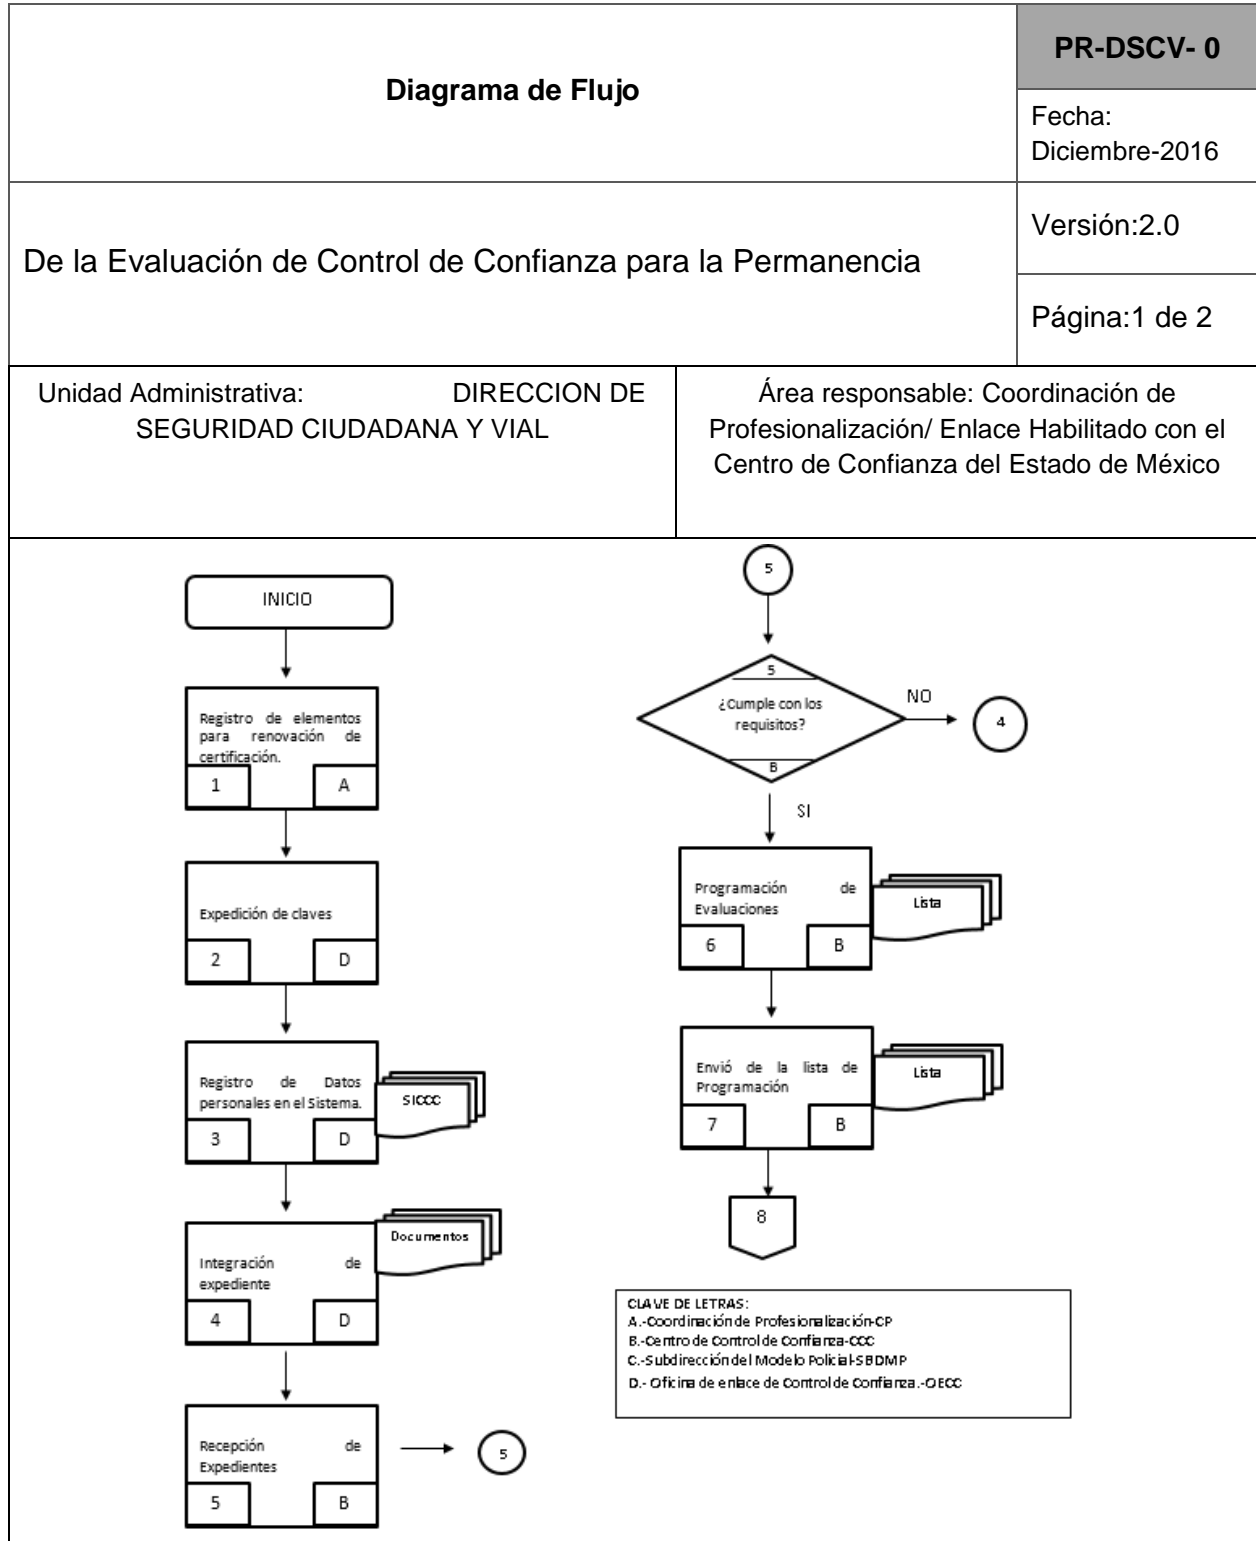 Diagrama de Flujo
PR-DSCV- 0
Fecha:
Diciembre-2016
De la Evaluación de Control de Confianza para la Permanencia
Versión:2.0
Página:1 de 2
Unidad Administrativa: DIRECCION DE
SEGURIDAD CIUDADANA Y VIAL
Área responsable: Coordinación de
Profesionalización/ Enlace Habilitado con el
Centro de Confianza del Estado de México
INICIO
Registro de elementos
para renovación de
certificación.
1 A
Expedición de claves
2 D
Registro de Datos
personales en el Sistema.
SICCC
3 D
Integración de
expediente
Documentos
4 D
Recepción de
Expedientes
5 B
5
5
5
¿Cumple con los
requisitos?
B
NO
4
SI
Programación de
Evaluaciones
Lista
6 B
Envió de la lista de
Programación
Lista
7 B
8
CLAVE DE LETRAS:
A.-Coordinación de Profesionalización-CP
B.-Centro de Control de Confianza-CCC
C.-Subdirección del Modelo Policial-SBDMP
D.- Oficina de enlace de Control de Confianza.-OECC